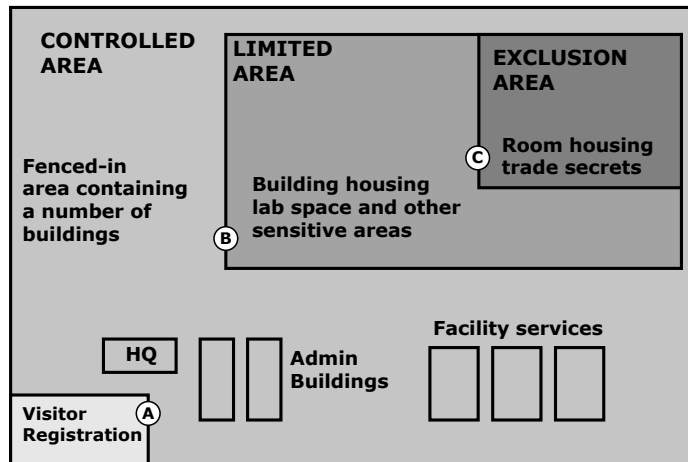 CONTROLLED
AREA
LIMITED
AREA
EXCLUSION
AREA
Fenced-in
area containing
a number of
buildings
Building housing
lab space and other
sensitive areas
Room housing
trade secrets
C
B
HQ
Admin
Buildings
Facility services
Visitor
Registration
A